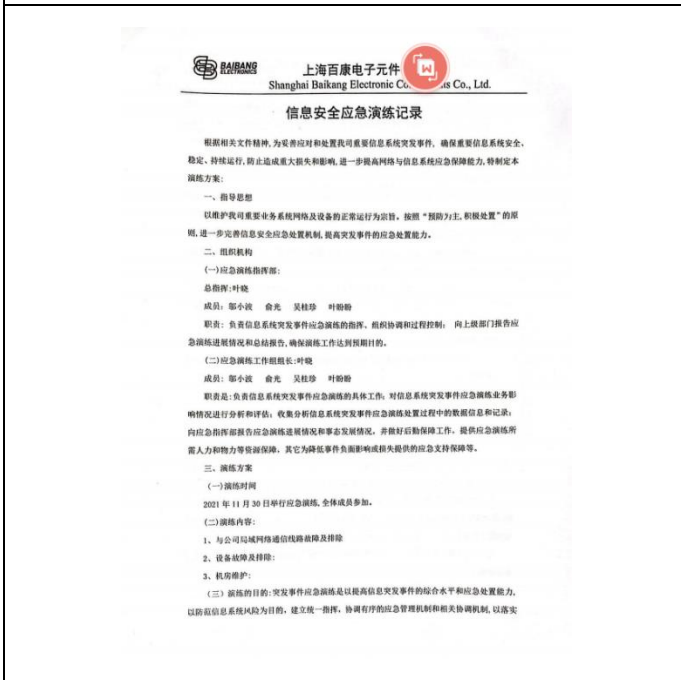 BAIBANG
ELECTRONICS
上海百康电子元件
Shanghai Baikang Electronic Co s Co., Ltd.
信息安全应急演练记录
根据相关文件精神,为妥善应对和处置我司重要信息系统突发事件, 确保重要信息系统安全、
稳定、持续运行,防止造成重大损失和影响,进一步提高网络与信息系统应急保障能力,特制定本
演练方案:
一、指导思想
以维护我司重要业务系统网络及设备的正常运行为宗旨。按照“预防为主,积极处置”的原
则,进一步完善信息安全应急处置机制,提高突发事件的应急处置能力。
二、组织机构
(一)应急演练指挥部:
总指挥:叶晓
成员: 邬小波 俞光 吴桂珍 叶盼盼
职责: 负责信息系统突发事件应急演练的指挥、组织协调和过程控制; 向上级部门报告应
急演练进展情况和总结报告,确保演练工作达到预期目的。
(二)应急演练工作组组长:叶晓
成员: 邬小波 俞光 吴桂珍 叶盼盼
职责是:负责信息系统突发事件应急演练的具体工作; 对信息系统突发事件应急演练业务影
响情况进行分析和评估; 收集分析信息系统突发事件应急演练处置过程中的数据信息和记录;
向应急指挥部报告应急演练进展情况和事态发展情况。并做好后勤保障工作、提供应急演练所
需人力和物力等资源保障、其它为降低事件负面影响或损失提供的应急支持保障等。
三、演练方案
(一)演练时间
2021 年 11 月 30 日举行应急演练,全体成员参加。
(二)演练内容:
1、与公司局域网络通信线路故障及排除
2、设备故障及排除:
3、机房维护:
(三) 演练的目的:突发事件应急演练是以提高信息突发事件的综合水平和应急处置能力,
以防范信息系统风险为目的、建立统一指挥、协调有序的应急管理机制和相关协调机制,以落实